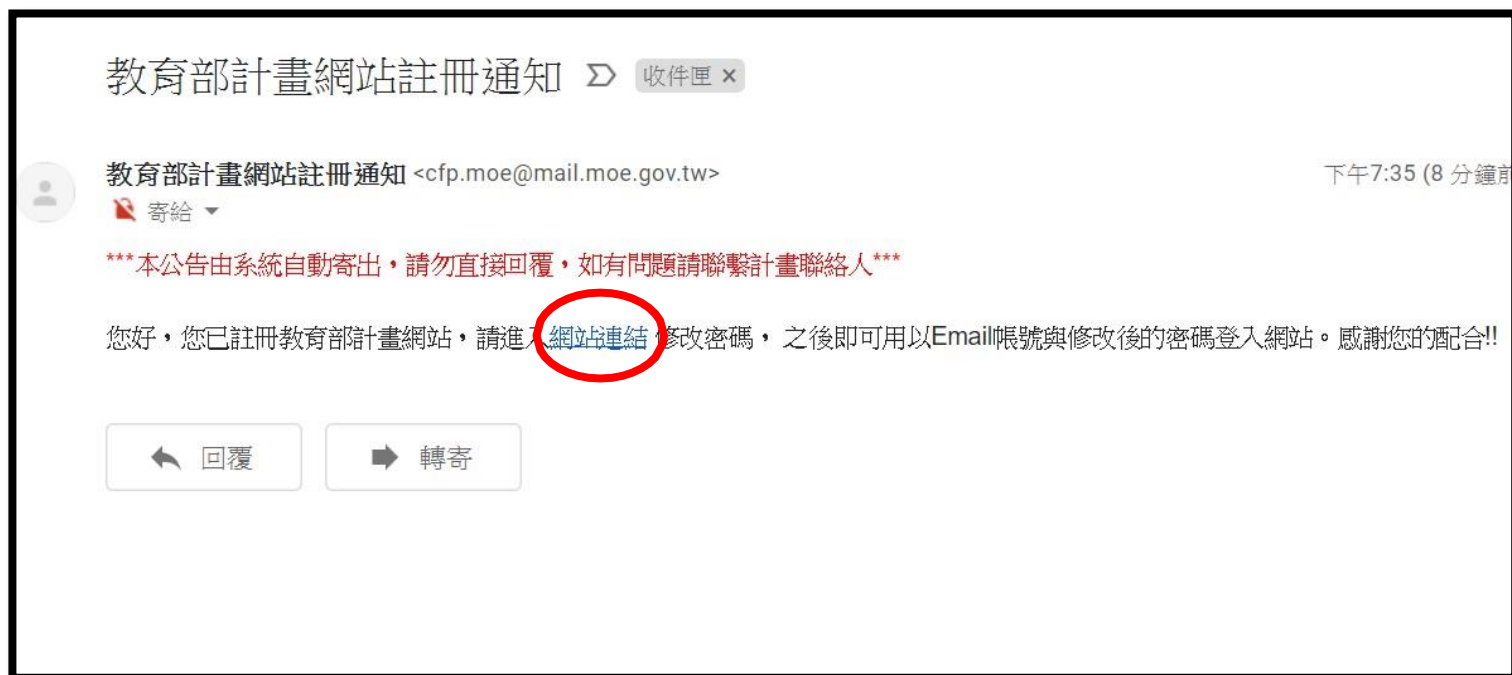 教育部計畫網站註冊通知 收件匣 ×
教育部計畫網站註冊通知 <cfp.moe@mail.moe.gov.tw> 下午7:35 (8 分鐘前
寄給
***本公告由系統自動寄出，請勿直接回覆，如有問題請聯繫計畫聯絡人***
您好，您已註冊教育部計畫網站，請進入網站連結 修改密碼， 之後即可用以Email帳號與修改後的密碼登入網站。感謝您的配合!!
回覆 轉寄